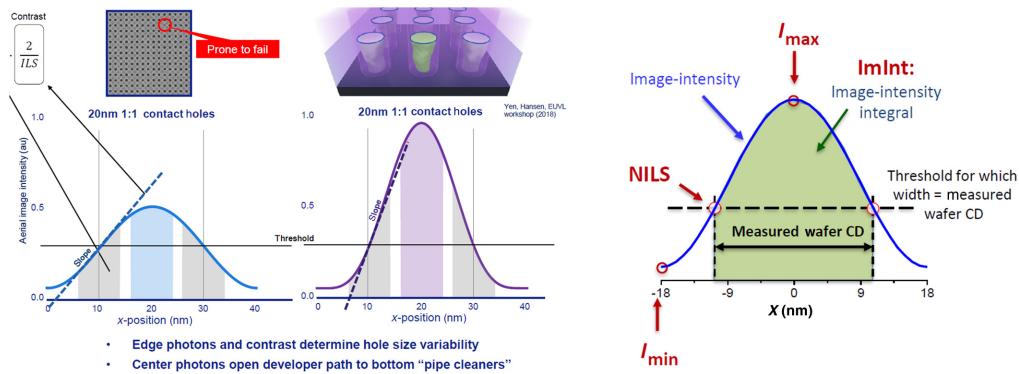 Contrast
2
ILS
Prone to fail
20nm 1:1 contact holes
Aerial image intensity (au)
1.0
0.5
0.0
Slope
0
10
20
30
40
x-position (nm)
20nm 1:1 contact holes
Yen, Hansen, EUVL
workshop (2018)
1.0
0.5
0.0
Slope
Threshold
0
10
20
30
40
x-position (nm)
• Edge photons and contrast determine hole size variability
• Center photons open developer path to bottom “pipe cleaners”
Imax
ImInt:
Image-intensity
Image-intensity
integral
NILS
Threshold for which
width = measured
wafer CD
Measured wafer CD
-18
-9
0
9
18
X (nm)
Imin